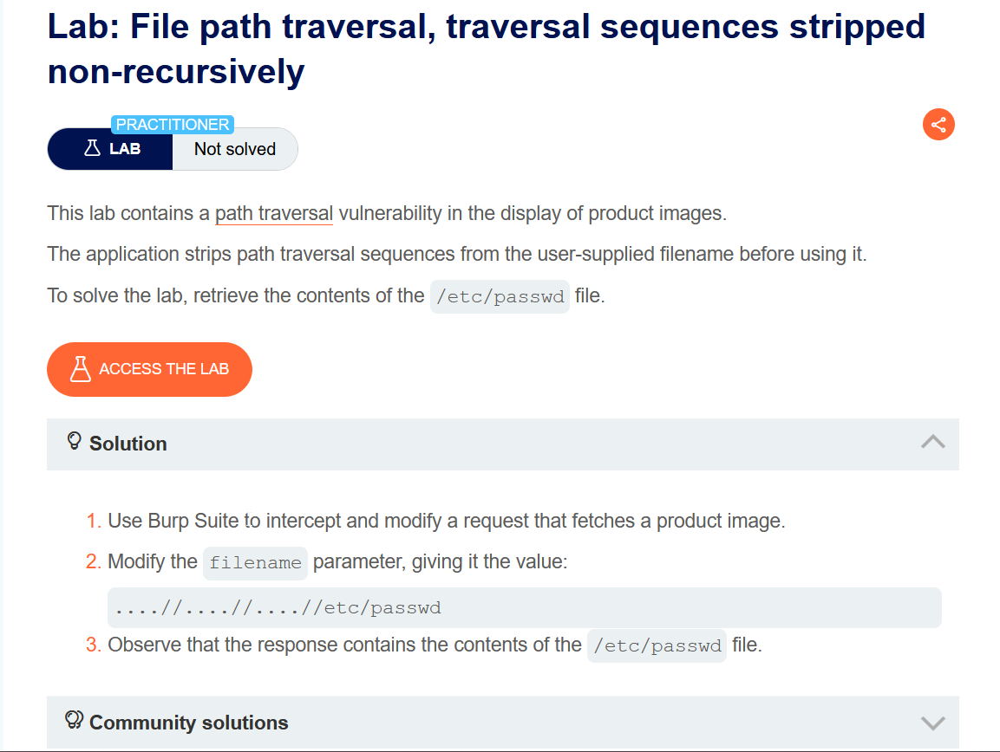 Lab: File path traversal, traversal sequences stripped
non-recursively
PRACTITIONER
LAB
Not solved
This lab contains a path traversal vulnerability in the display of product images.
The application strips path traversal sequences from the user-supplied filename before using it.
To solve the lab, retrieve the contents of the /etc/passwd file.
ACCESS THE LAB
Solution
1. Use Burp Suite to intercept and modify a request that fetches a product image.
2. Modify the filename parameter, giving it the value:
....//....//....//etc/passwd
3. Observe that the response contains the contents of the /etc/passwd file.
Community solutions